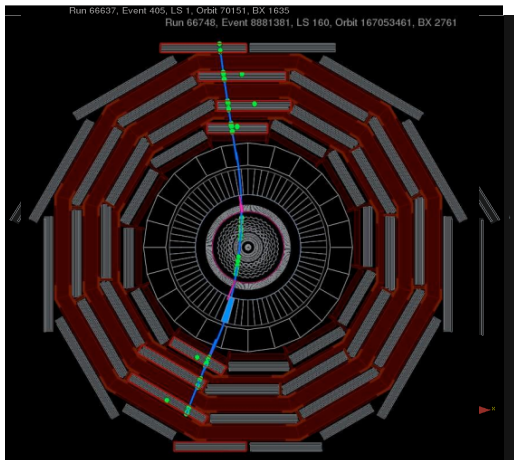 Run 66637, Event 405, LS 1, Orbit 70151, BX 1635
Run 66748, Event 8881381, LS 160, Orbit 167053461, BX 2761
x